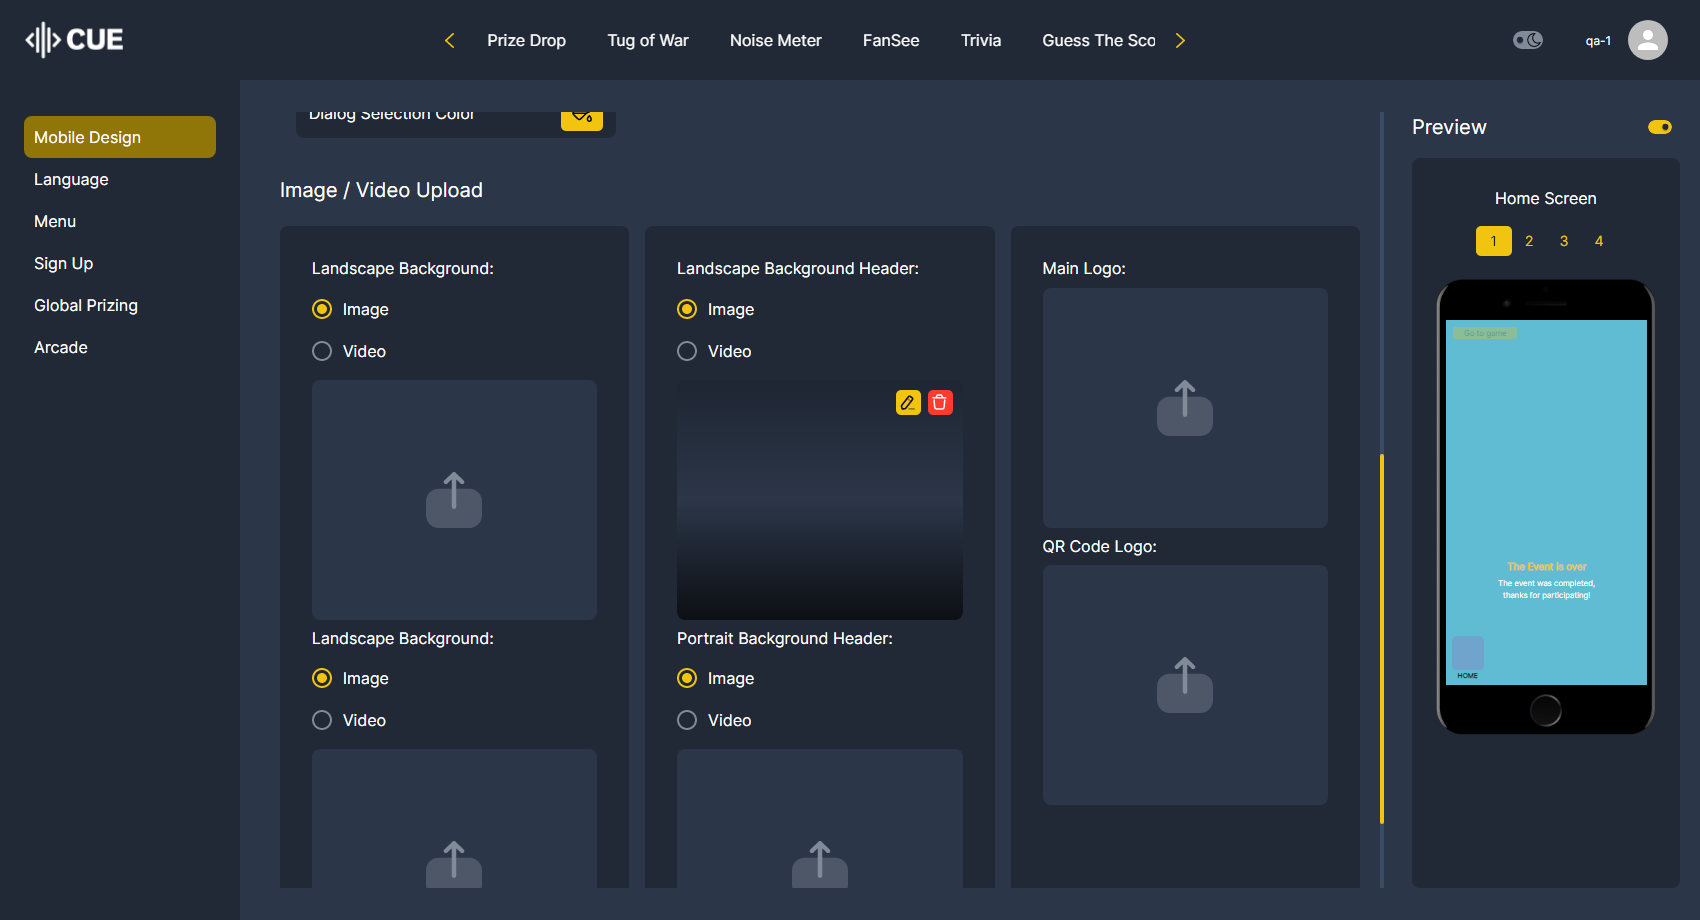 CUE
Prize Drop
Tug of War
Noise Meter
FanSee
Trivia
Guess The Sco
qa-1
Mobile Design
Language
Menu
Sign Up
Global Prizing
Arcade
Dialog Selection Color
Image / Video Upload
Landscape Background:
Image
Video
Landscape Background:
Image
Video
Landscape Background Header:
Image
Video
Portrait Background Header:
Image
Video
Main Logo:
QR Code Logo:
Preview
Home Screen
1 2 3 4
Go to game
The Event is over
The event was completed,
thanks for participating!
HOME